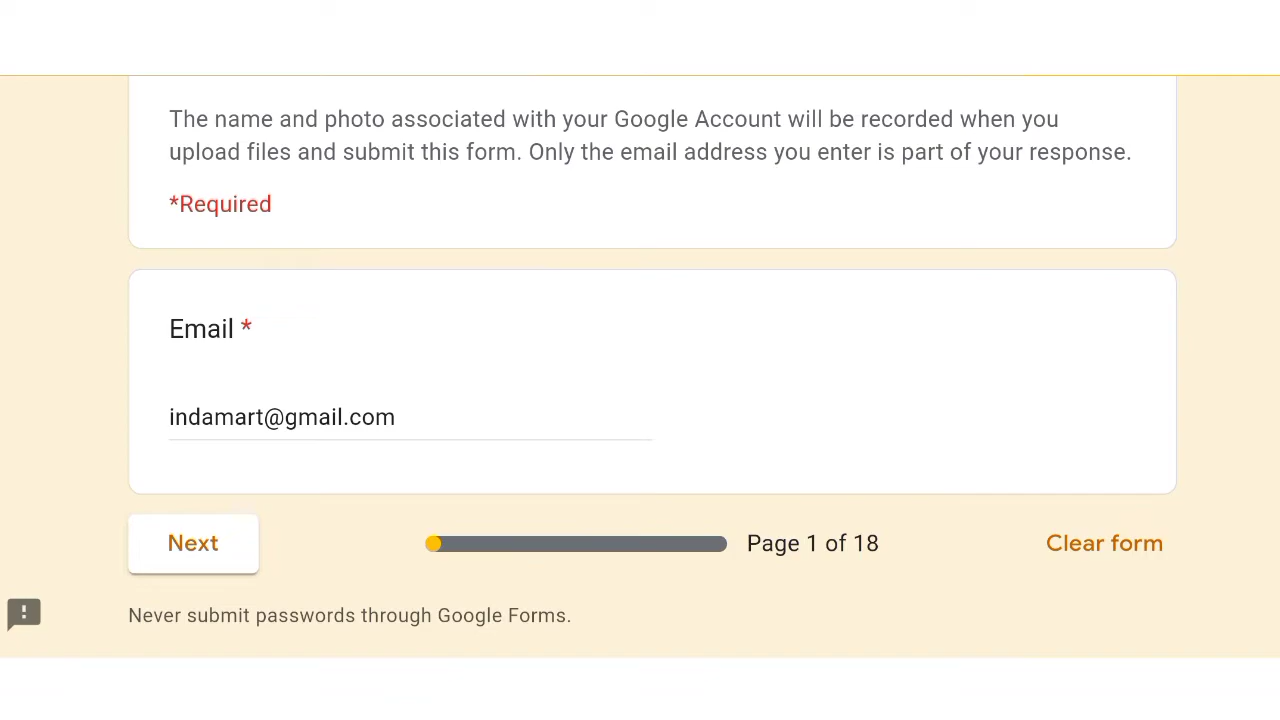 The name and photo associated with your Google Account will be recorded when you
upload files and submit this form. Only the email address you enter is part of your response.
*Required
Email *
indamart@gmail.com
Next
Page 1 of 18
Clear form
Never submit passwords through Google Forms.